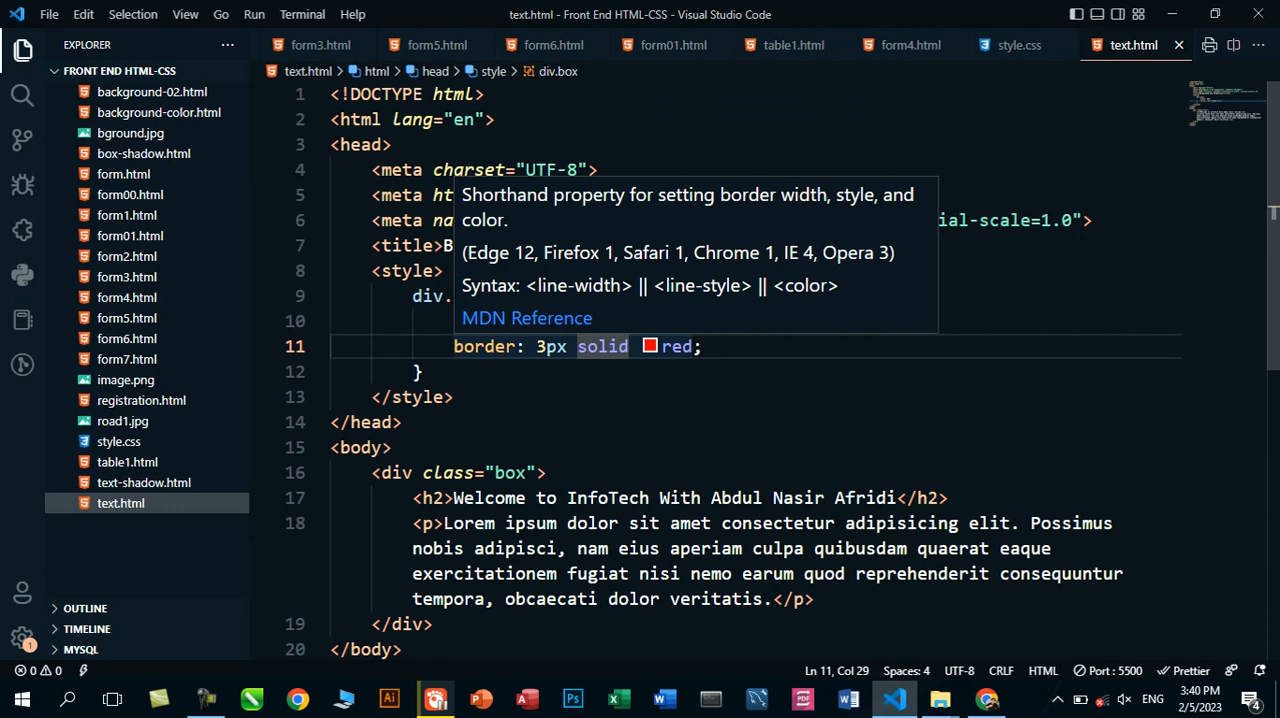 File Edit Selection View Go Run Terminal Help text.html - Front End HTML-CSS - Visual Studio Code
EXPLORER
form3.html form5.html form6.html form01.html table1.html form4.html style.css text.html
FRONT END HTML-CSS
background-02.html
background-color.html
bground.jpg
box-shadow.html
form.html
form00.html
form1.html
form01.html
form2.html
form3.html
form4.html
form5.html
form6.html
form7.html
image.png
registration.html
road1.jpg
style.css
table1.html
text-shadow.html
text.html
OUTLINE
TIMELINE
MYSQL
text.html > html > head > style > div.box
1 <!DOCTYPE html>
2 <html lang="en">
3 <head>
4 <meta charset="UTF-8">
5 <meta ht
6 <meta na ial-scale=1.0">
7 <title>B
8 <style>
9 div.
10
Shorthand property for setting border width, style, and
color.
(Edge 12, Firefox 1, Safari 1, Chrome 1, IE 4, Opera 3)
Syntax: <line-width> || <line-style> || <color>
MDN Reference
11 border: 3px solid red;
12 }
13 </style>
14 </head>
15 <body>
16 <div class="box">
17 <h2>Welcome to InfoTech With Abdul Nasir Afridi</h2>
18 <p>Lorem ipsum dolor sit amet consectetur adipisicing elit. Possimus
nobis adipisci, nam eius aperiam culpa quibusdam quaerat eaque
exercitationem fugiat nisi nemo earum quod reprehenderit consequuntur
tempora, obcaecati dolor veritatis.</p>
19 </div>
20 </body>
0 0 Ln 11, Col 29 Spaces: 4 UTF-8 CRLF HTML Port : 5500 Prettier
ENG 3:40 PM
2/5/2023